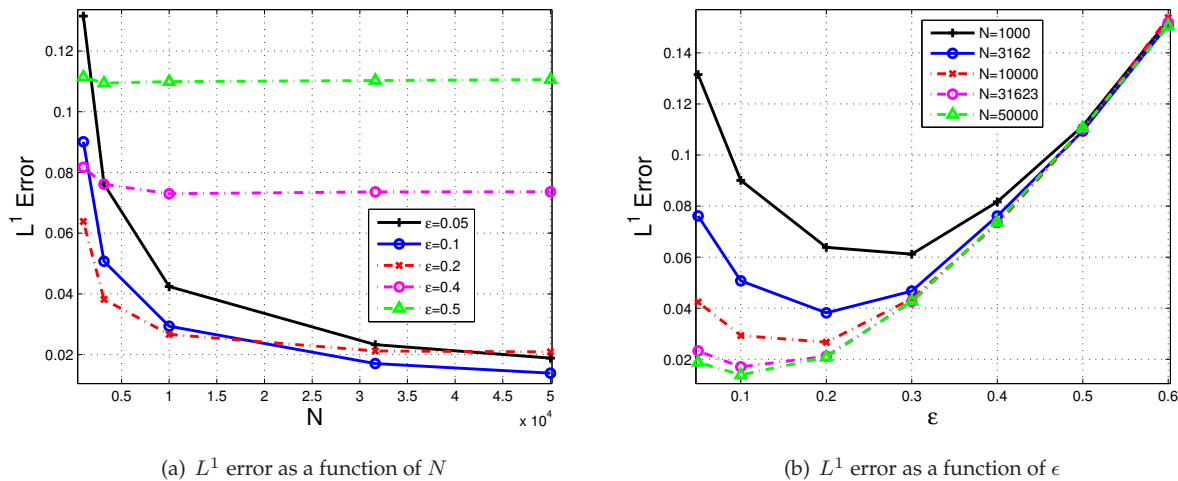 0.12
0.1
0.08
0.06
0.04
0.02
L¹ Error
0.5
1
1.5
2
2.5
3
3.5
4
4.5
5
x 10⁴
N
ε=0.05
ε=0.1
ε=0.2
ε=0.4
ε=0.5
(a) L¹ error as a function of N
0.14
0.12
0.1
0.08
0.06
0.04
0.02
L¹ Error
0.1
0.2
0.3
0.4
0.5
0.6
ε
N=1000
N=3162
N=10000
N=31623
N=50000
(b) L¹ error as a function of ϵ